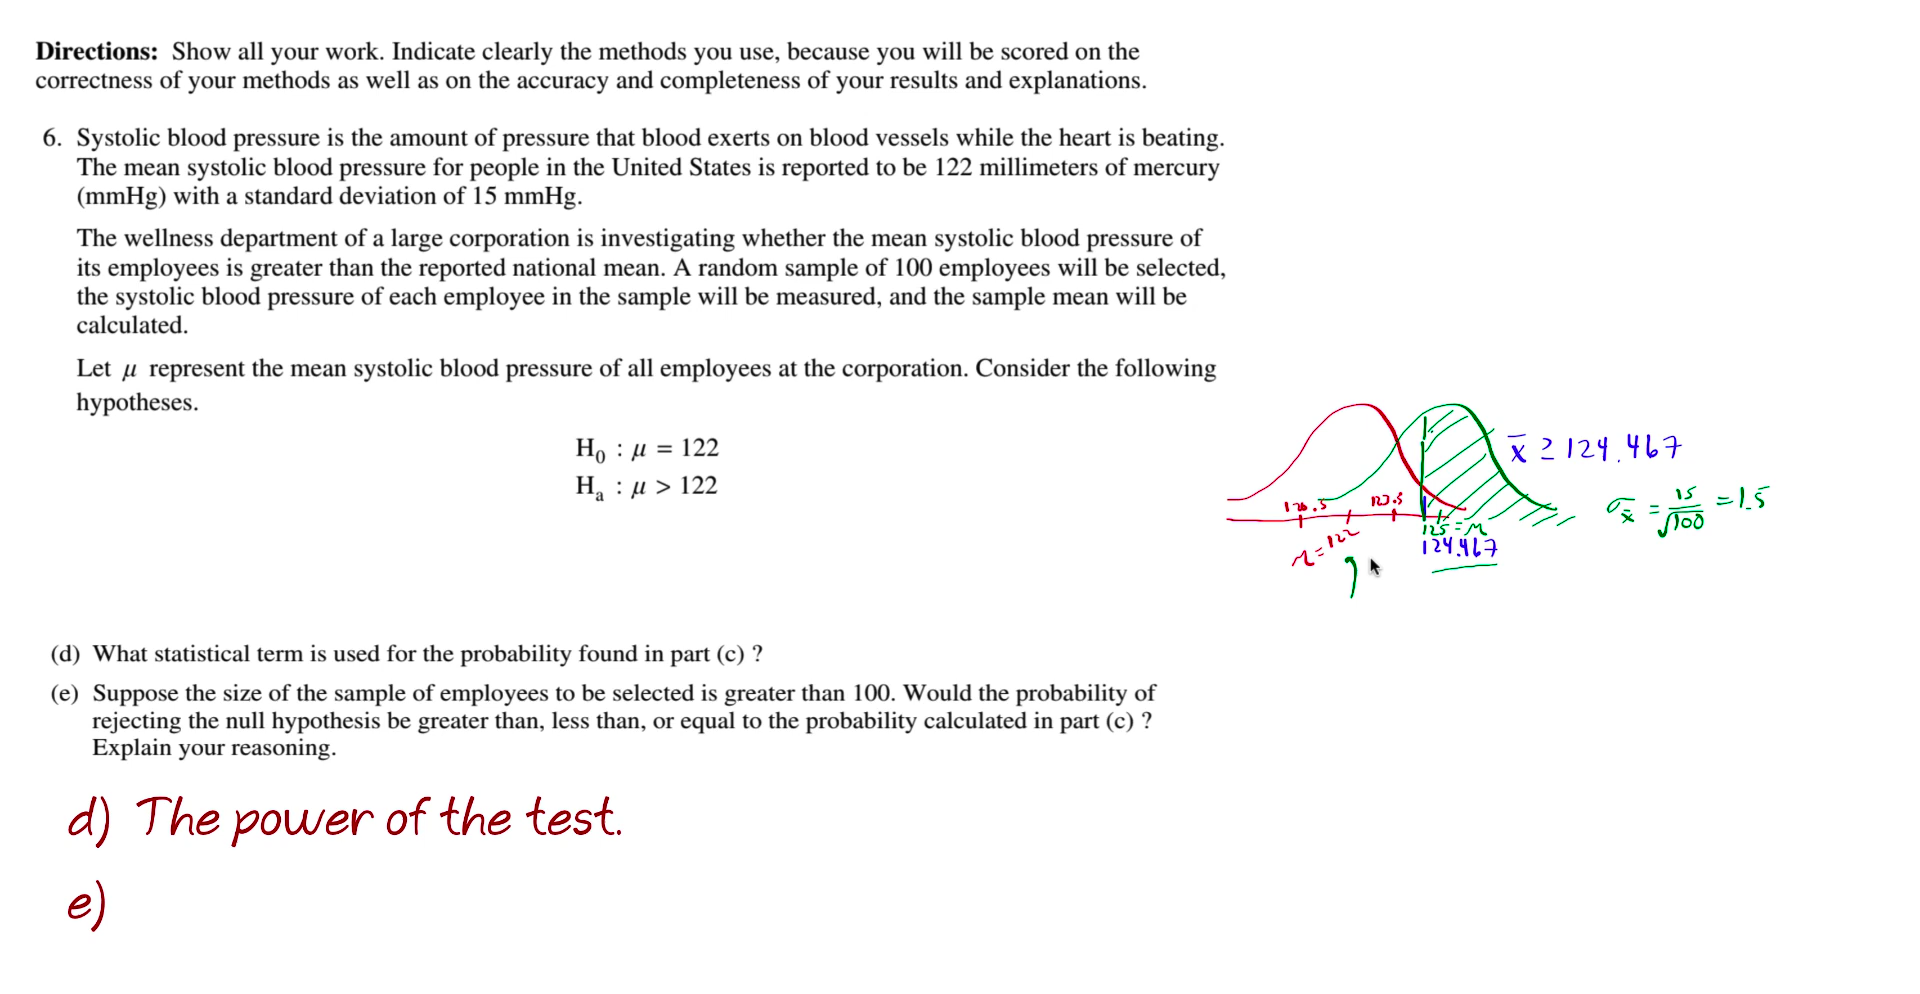 Directions: Show all your work. Indicate clearly the methods you use, because you will be scored on the
correctness of your methods as well as on the accuracy and completeness of your results and explanations.
6. Systolic blood pressure is the amount of pressure that blood exerts on blood vessels while the heart is beating.
The mean systolic blood pressure for people in the United States is reported to be 122 millimeters of mercury
(mmHg) with a standard deviation of 15 mmHg.
The wellness department of a large corporation is investigating whether the mean systolic blood pressure of
its employees is greater than the reported national mean. A random sample of 100 employees will be selected,
the systolic blood pressure of each employee in the sample will be measured, and the sample mean will be
calculated.
Let μ represent the mean systolic blood pressure of all employees at the corporation. Consider the following
hypotheses.
H₀ : μ = 122
Hₐ : μ > 122
x̄ ≥ 124.467
σx̄ = 15/√100 = 1.5
120.5
123.5
μ = 122
125 = μ
124.467
(d) What statistical term is used for the probability found in part (c) ?
(e) Suppose the size of the sample of employees to be selected is greater than 100. Would the probability of
rejecting the null hypothesis be greater than, less than, or equal to the probability calculated in part (c) ?
Explain your reasoning.
d) The power of the test.
e)